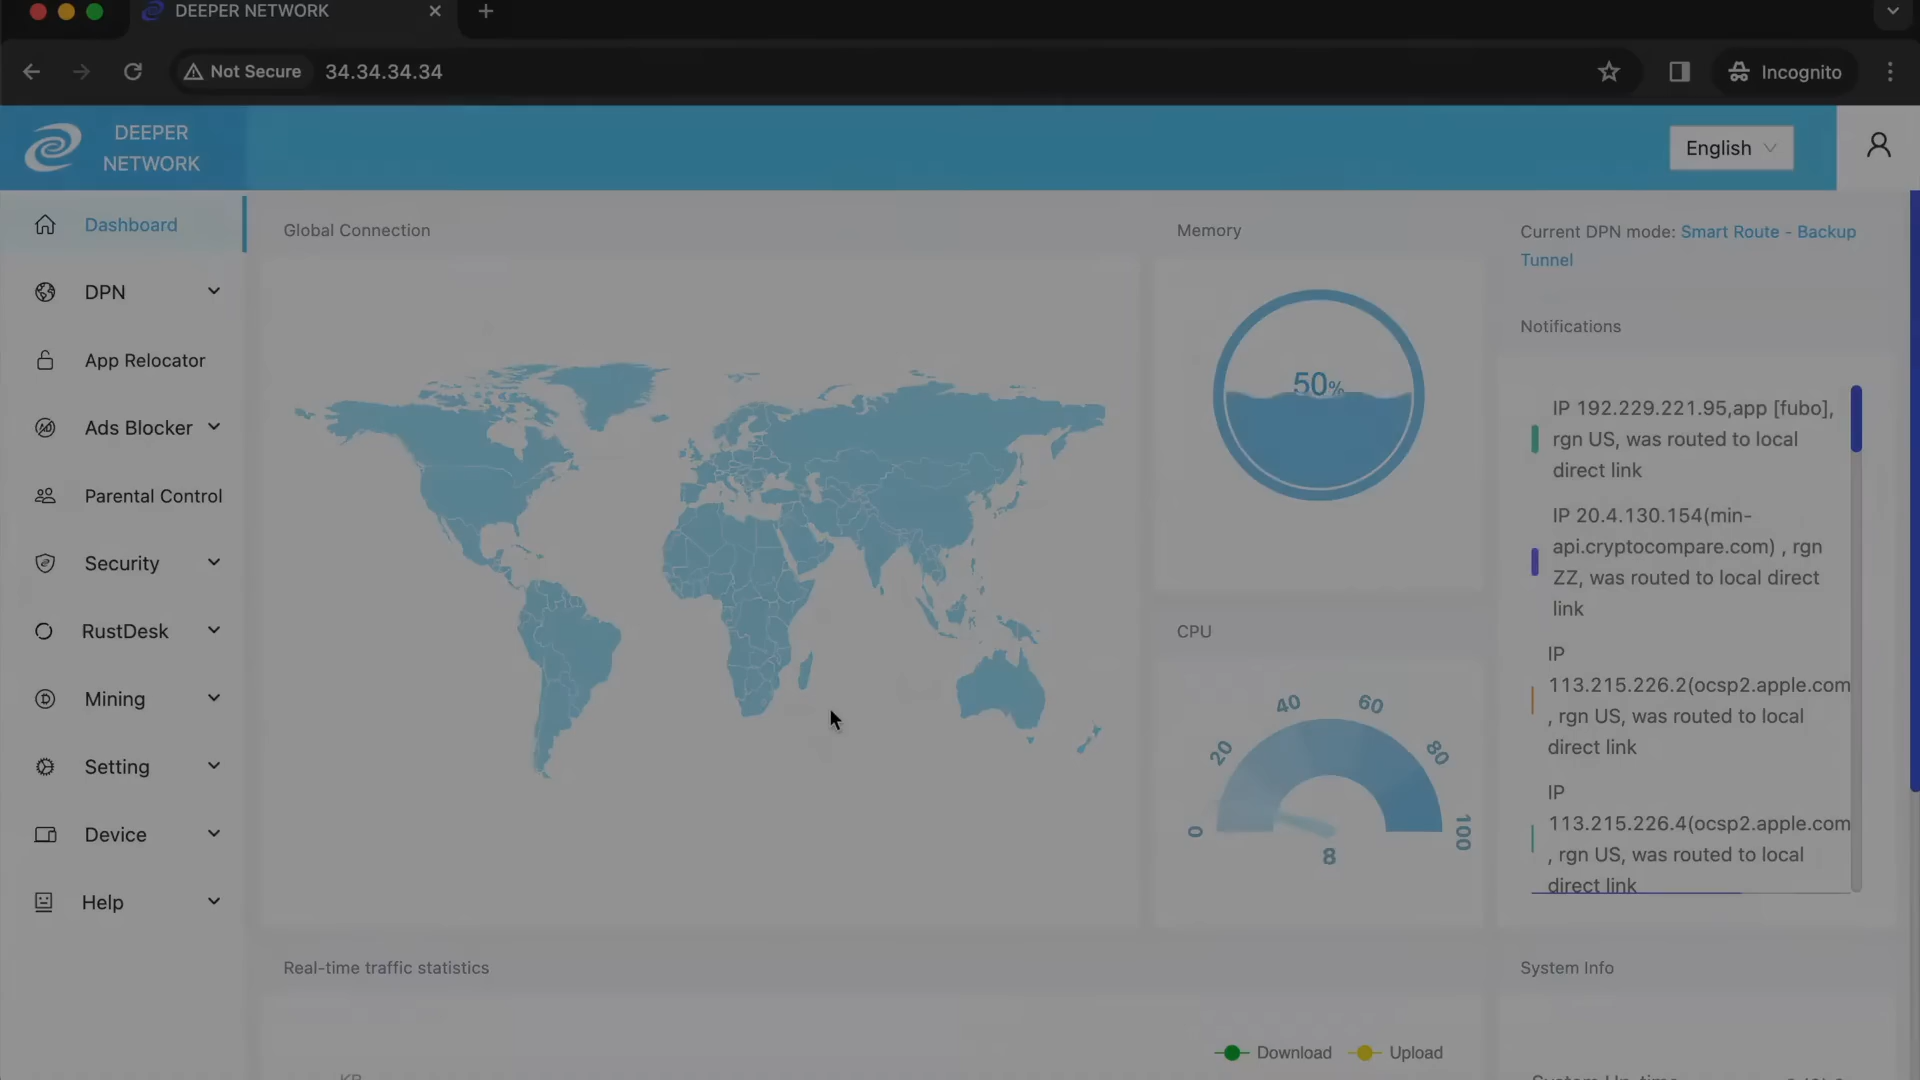 DEEPER NETWORK
Not Secure
34.34.34.34
Incognito
DEEPER
NETWORK
English
Dashboard
DPN
App Relocator
Ads Blocker
Parental Control
Security
RustDesk
Mining
Setting
Device
Help
Global Connection
Memory
50%
CPU
0
20
40
60
80
100
8
Current DPN mode: Smart Route - Backup
Tunnel
Notifications
IP 192.229.221.95,app [fubo],
rgn US, was routed to local
direct link
IP 20.4.130.154(min-
api.cryptocompare.com) , rgn
ZZ, was routed to local direct
link
IP
113.215.226.2(ocsp2.apple.com
, rgn US, was routed to local
direct link
IP
113.215.226.4(ocsp2.apple.com
, rgn US, was routed to local
direct link
Real-time traffic statistics
Download
Upload
System Info